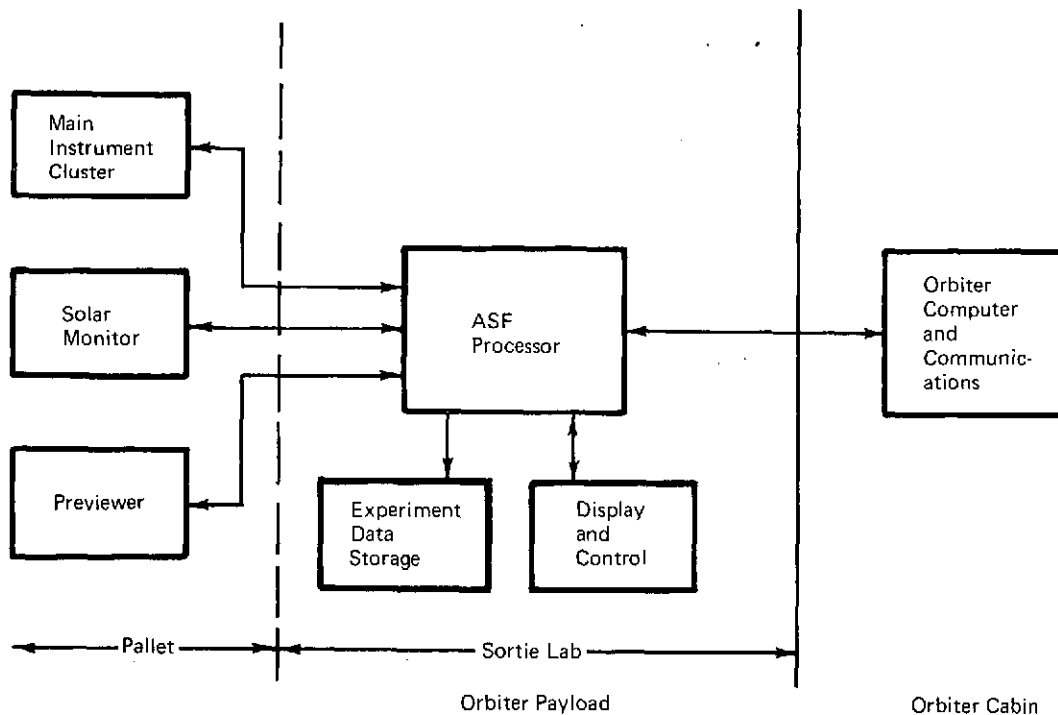 Main
Instrument
Cluster
Solar
Monitor
Previewer
ASF
Processor
Experiment
Data
Storage
Display
and
Control
Orbiter
Computer
and
Communic-
ations
Pallet
Sortie Lab
Orbiter Payload
Orbiter Cabin